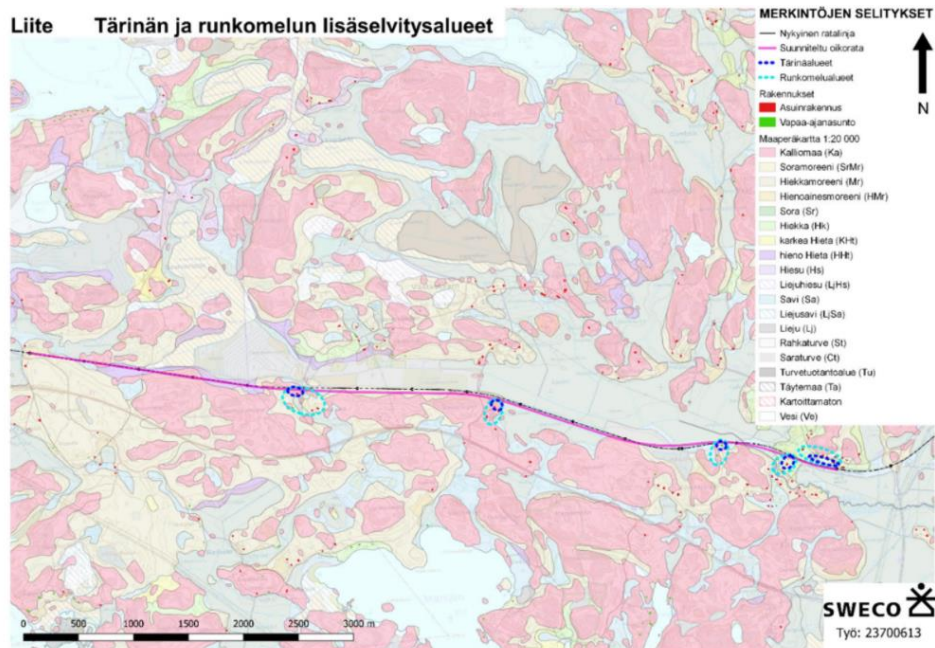 Liite Tärinän ja runkomelun lisäselvitysalueet
MERKINTÖJEN SELITYKSET
Nykyinen ratalinja
Suunniteltu oikorata
Tärinäalueet
Runkomelualueet
Rakennukset
Asuinrakennus
Vapaa-ajanasunto
Maaperäkartta 1:20 000
Kalliomaa (Ka)
Soramoreeni (SrMr)
Hiekkamoreeni (Mr)
Hienoainesmoreeni (HMr)
Sora (Sr)
Hiekka (Hk)
karkea Hieta (KHt)
hieno Hieta (HHt)
Hiesu (Hs)
Liejuhiesu (LjHs)
Savi (Sa)
Liejusavi (LjSa)
Lieju (Lj)
Rahkaturve (St)
Saraturve (Ct)
Turvetuotantoalue (Tu)
Täytemaa (Ta)
Kartoittamaton
Vesi (Ve)
N
0 500 1000 1500 2000 2500 3000 m
SWECO
Työ: 23700613